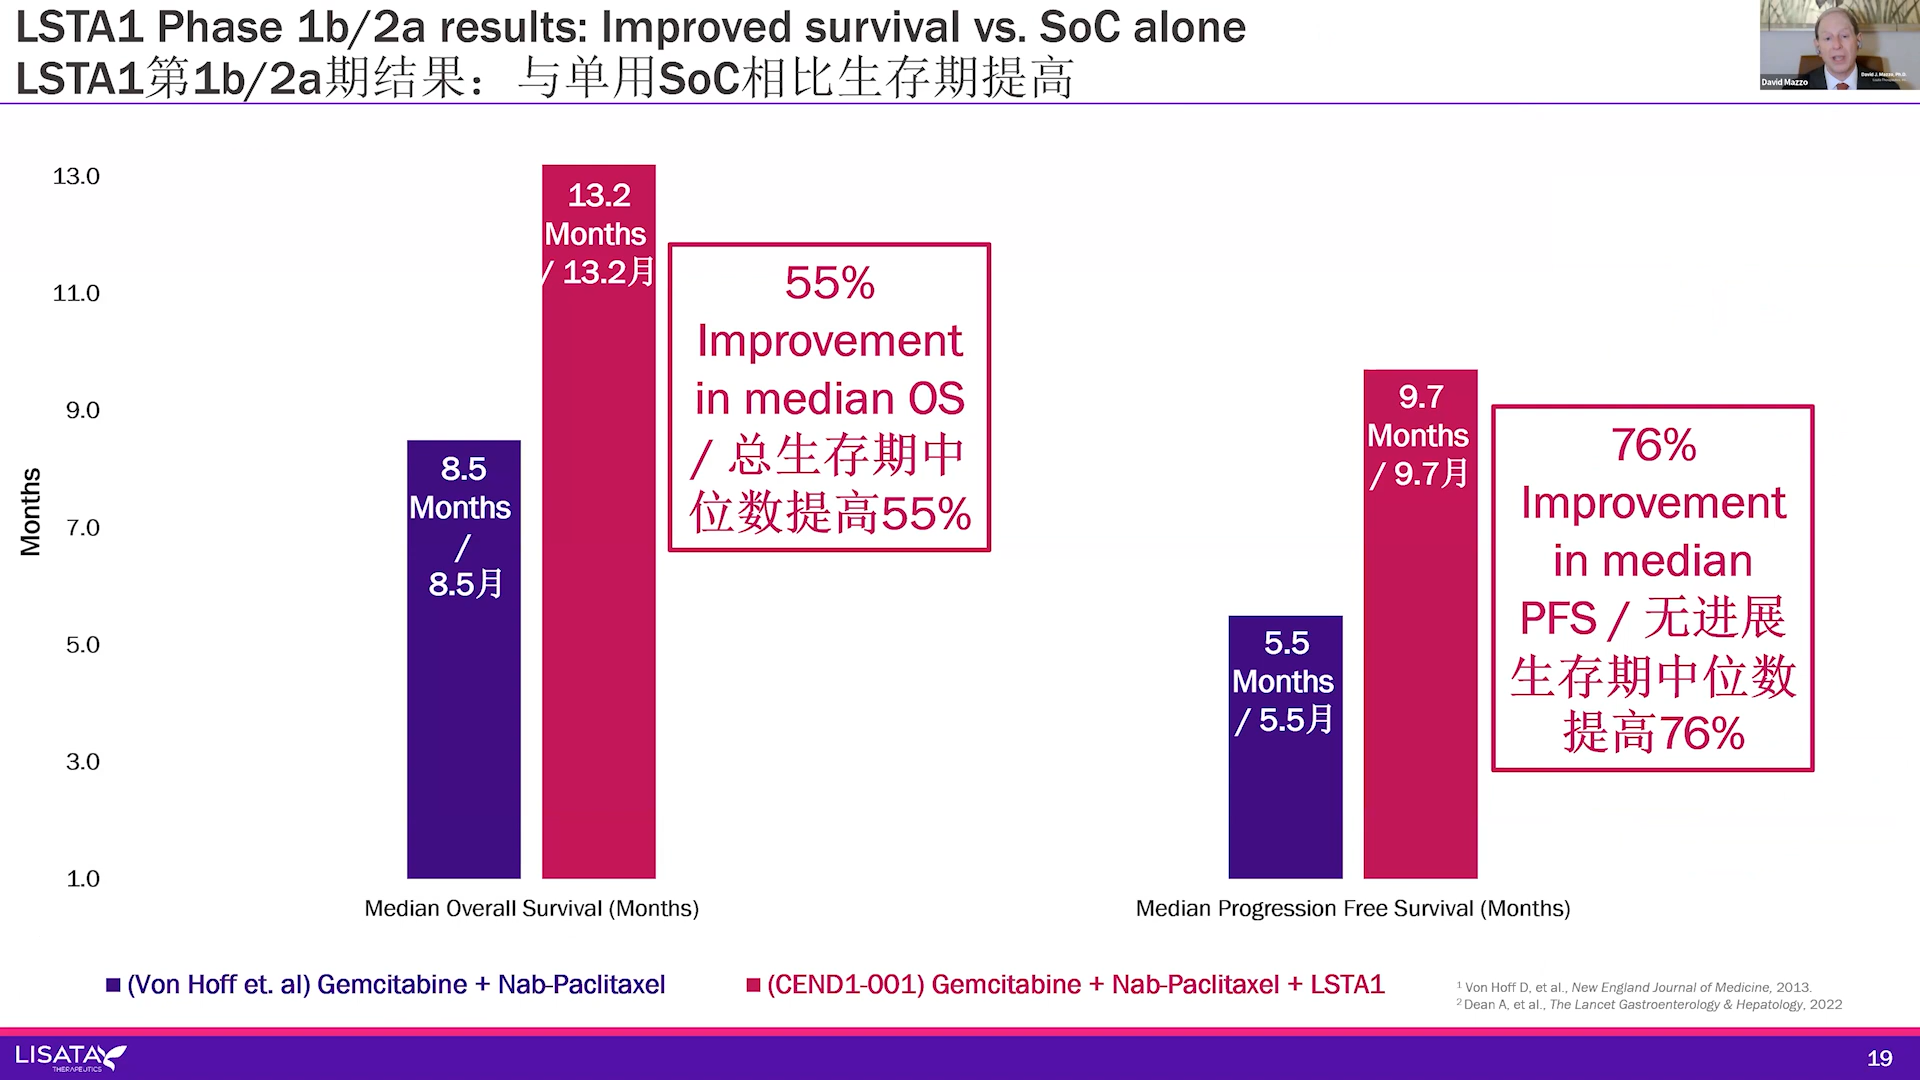 LSTA1 Phase 1b/2a results: Improved survival vs. SoC alone
LSTA1第1b/2a期结果：与单用SoC相比生存期提高
David Mazzo
David J. Mazzo, Ph.D.
Months
13.0
11.0
9.0
7.0
5.0
3.0
1.0
8.5
Months
/
8.5月
13.2
Months
/ 13.2月
55%
Improvement
in median OS
/ 总生存期中
位数提高55%
5.5
Months
/ 5.5月
9.7
Months
/ 9.7月
76%
Improvement
in median
PFS / 无进展
生存期中位数
提高76%
Median Overall Survival (Months)
Median Progression Free Survival (Months)
(Von Hoff et. al) Gemcitabine + Nab-Paclitaxel
(CEND1-001) Gemcitabine + Nab-Paclitaxel + LSTA1
1 Von Hoff D, et al., New England Journal of Medicine, 2013.
2 Dean A, et al., The Lancet Gastroenterology & Hepatology, 2022
LISATA
THERAPEUTICS
19